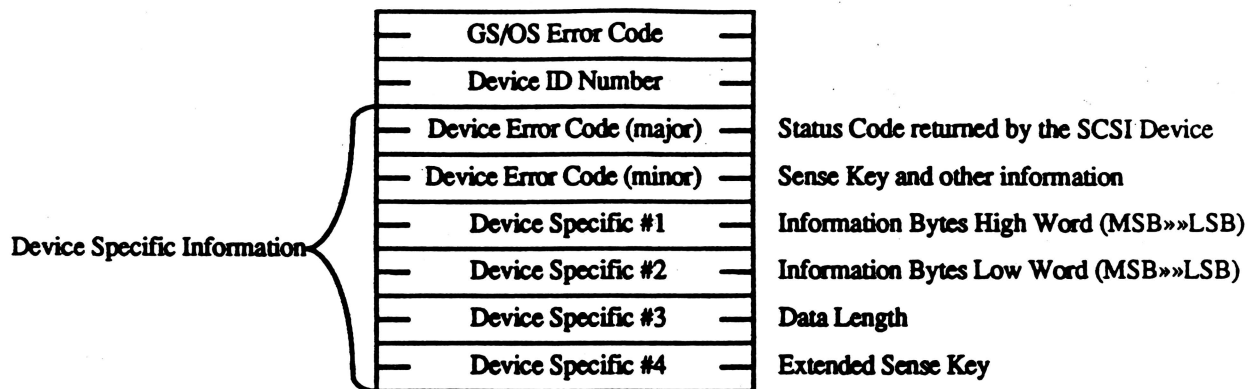 GS/OS Error Code
Device ID Number
Device Error Code (major) Status Code returned by the SCSI Device
Device Error Code (minor) Sense Key and other information
Device Specific #1 Information Bytes High Word (MSB»»LSB)
Device Specific Information
Device Specific #2 Information Bytes Low Word (MSB»»LSB)
Device Specific #3 Data Length
Device Specific #4 Extended Sense Key